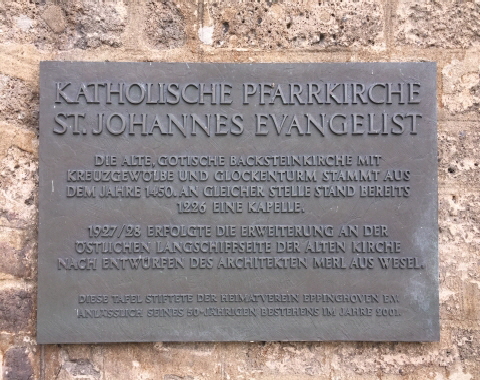 KATHOLISCHE PFARRKIRCHE
ST. JOHANNES EVANGELIST
DIE ALTE, GOTISCHE BACKSTEINKIRCHE MIT
KREUZGEWÖLBE UND GLOCKENTURM STAMMT AUS
DEM JAHRE 1450. AN GLEICHER STELLE STAND BEREITS
1226 EINE KAPELLE.
1927/28 ERFOLGTE DIE ERWEITERUNG AN DER
ÖSTLICHEN LANGSCHIFFSEITE DER ALTEN KIRCHE
NACH ENTWÜRFEN DES ARCHITEKTEN MERL AUS WESEL.
DIESE TAFEL STIFTETE DER HEIMATVEREIN EPPINGHOVEN E.V.
ANLÄSSLICH SEINES 50-JÄHRIGEN BESTEHENS IM JAHRE 2001.